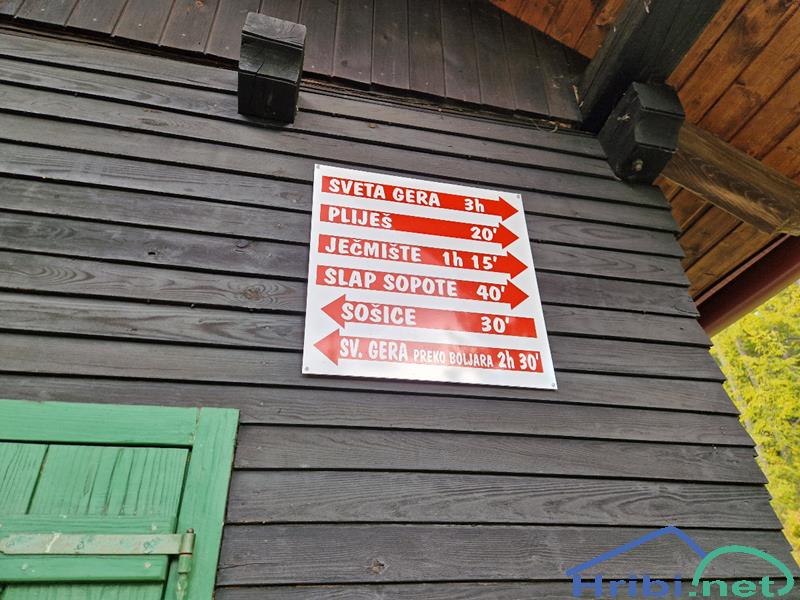 SVETA GERA 3h
PLIJEŠ 20'
JEČMIŠTE 1h 15'
SLAP SOPOTE 40'
SOŠICE 30'
SV. GERA PREKO BOLJARA 2h 30'
Hribi.net